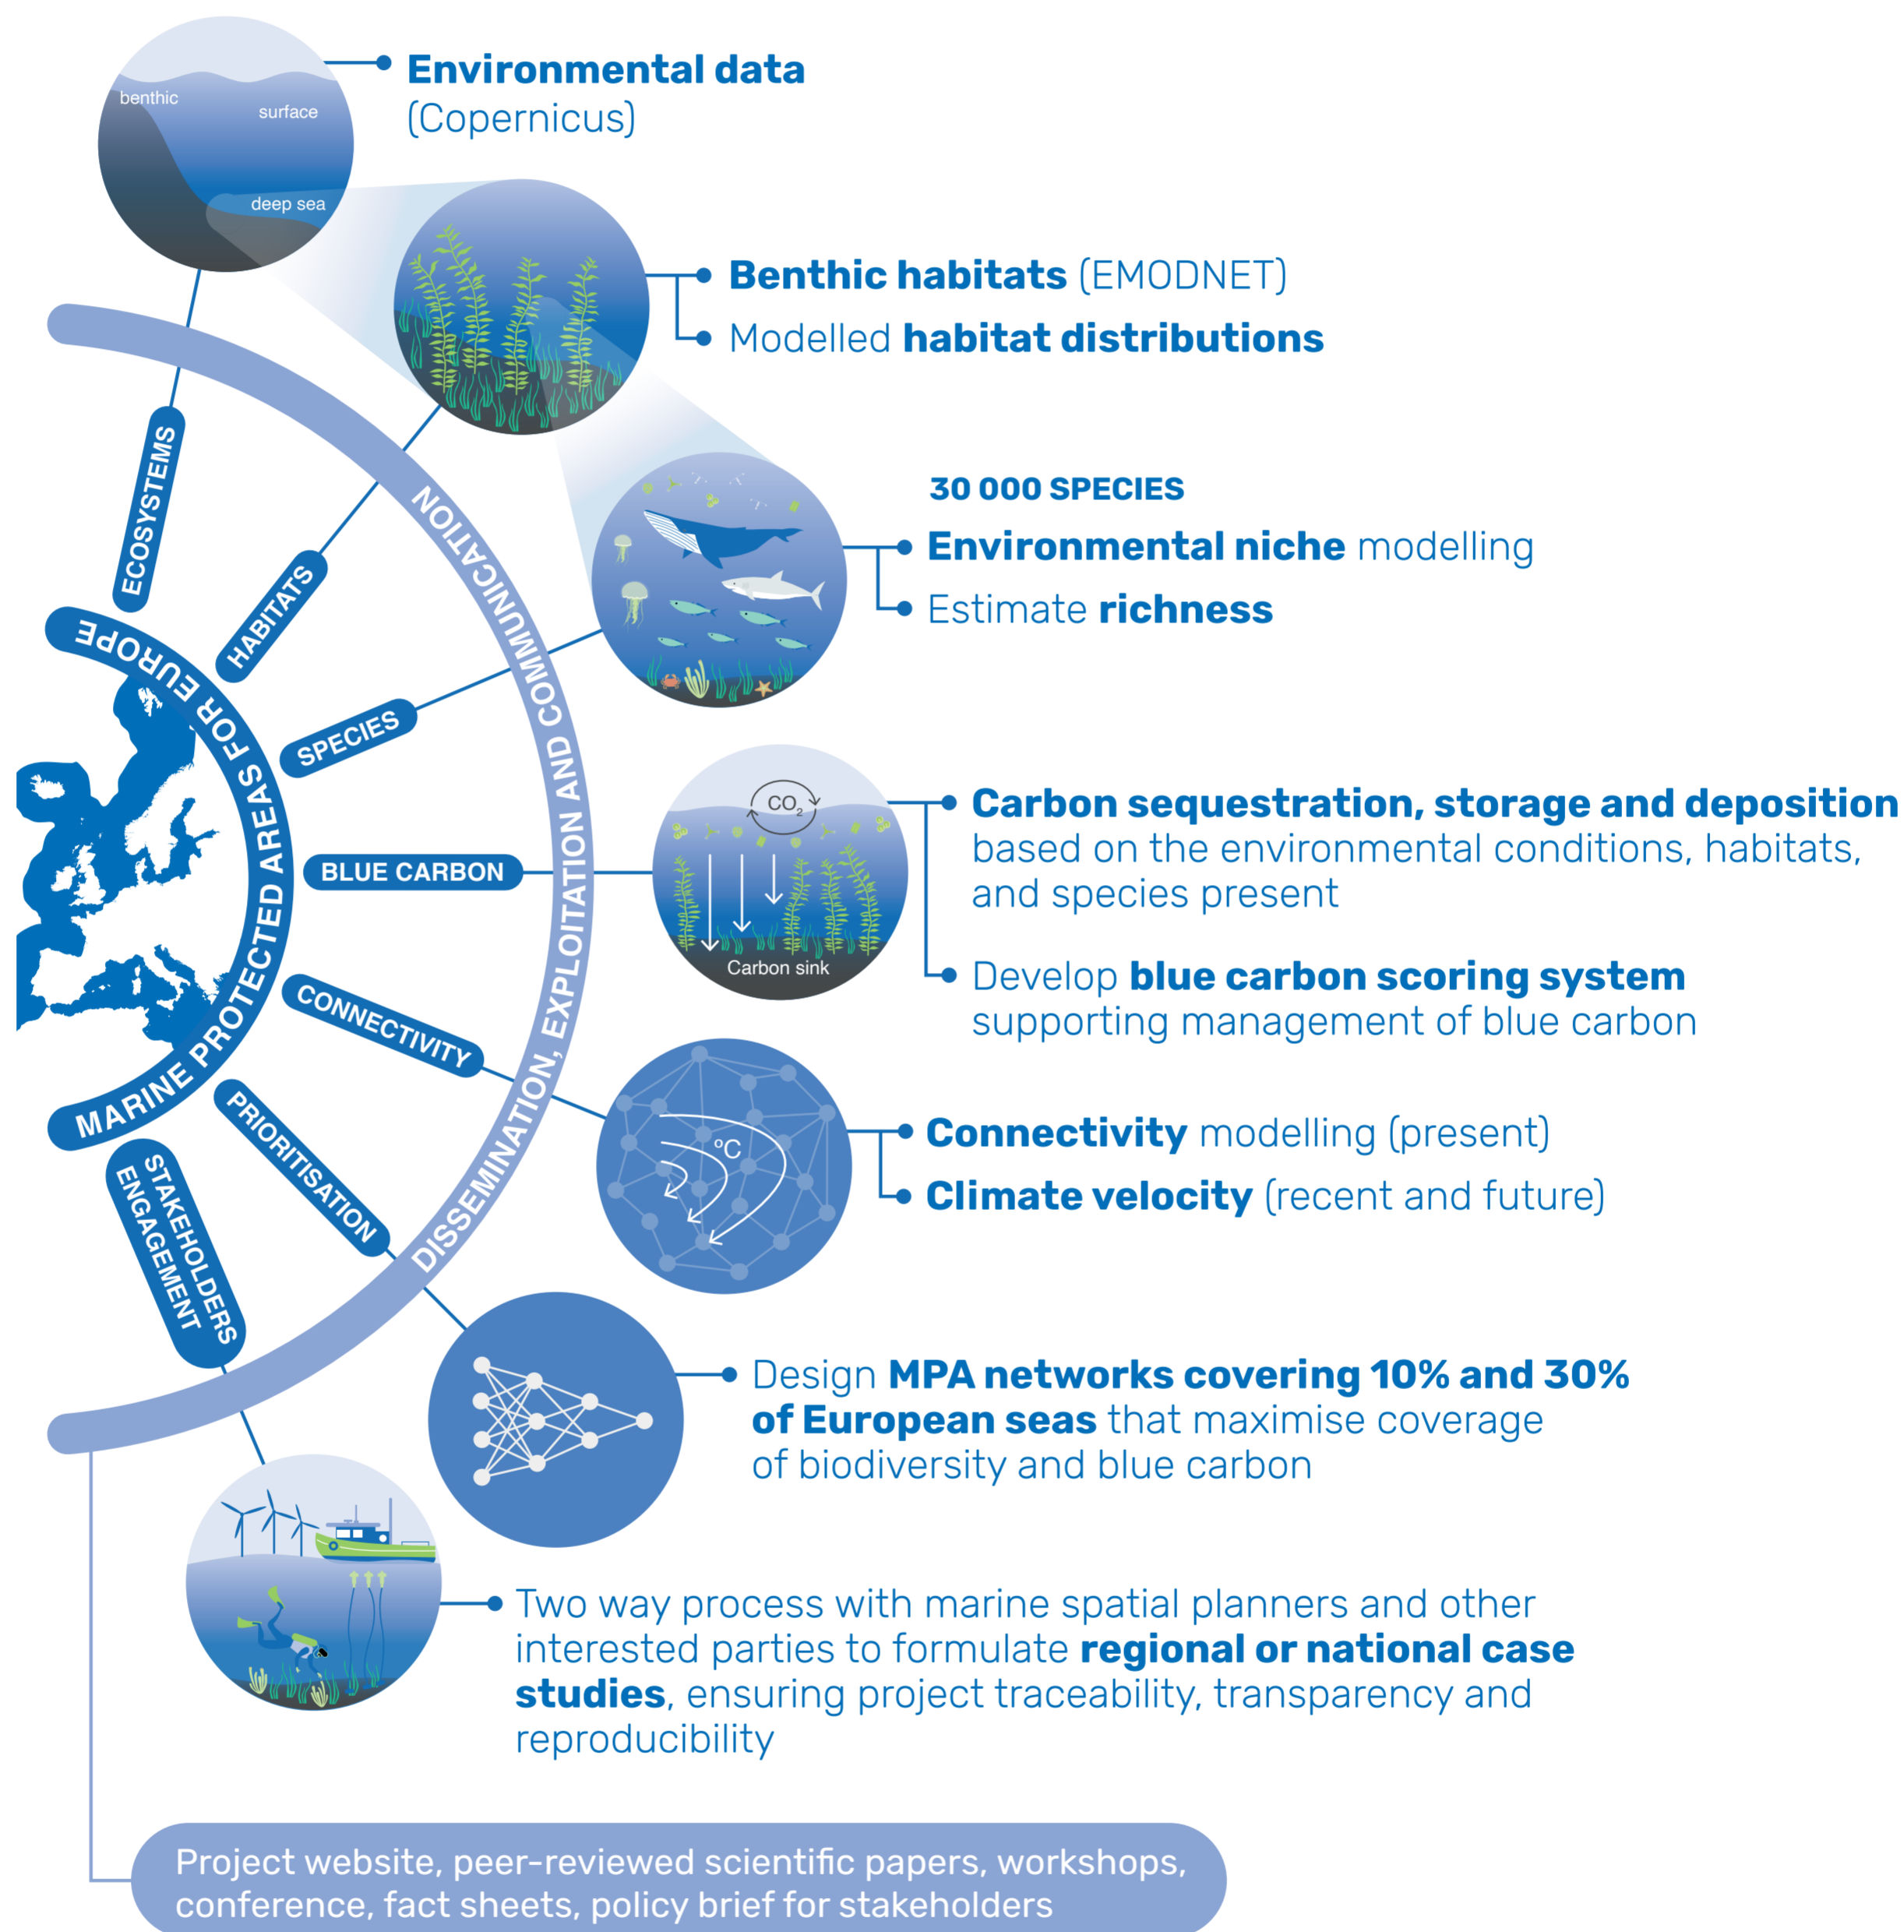 benthic
surface
deep sea
Environmental data
(Copernicus)
Benthic habitats (EMODNET)
Modelled habitat distributions
30 000 SPECIES
Environmental niche modelling
Estimate richness
CO2
Carbon sink
Carbon sequestration, storage and deposition
based on the environmental conditions, habitats,
and species present
Develop blue carbon scoring system
supporting management of blue carbon
ºC
Connectivity modelling (present)
Climate velocity (recent and future)
Design MPA networks covering 10% and 30%
of European seas that maximise coverage
of biodiversity and blue carbon
Two way process with marine spatial planners and other
interested parties to formulate regional or national case
studies, ensuring project traceability, transparency and
reproducibility
ECOSYSTEMS
HABITATS
SPECIES
BLUE CARBON
CONNECTIVITY
PRIORITISATION
STAKEHOLDERS
ENGAGEMENT
MARINE PROTECTED AREAS FOR EUROPE
DISSEMINATION, EXPLOITATION AND COMMUNICATION
Project website, peer-reviewed scientific papers, workshops,
conference, fact sheets, policy brief for stakeholders